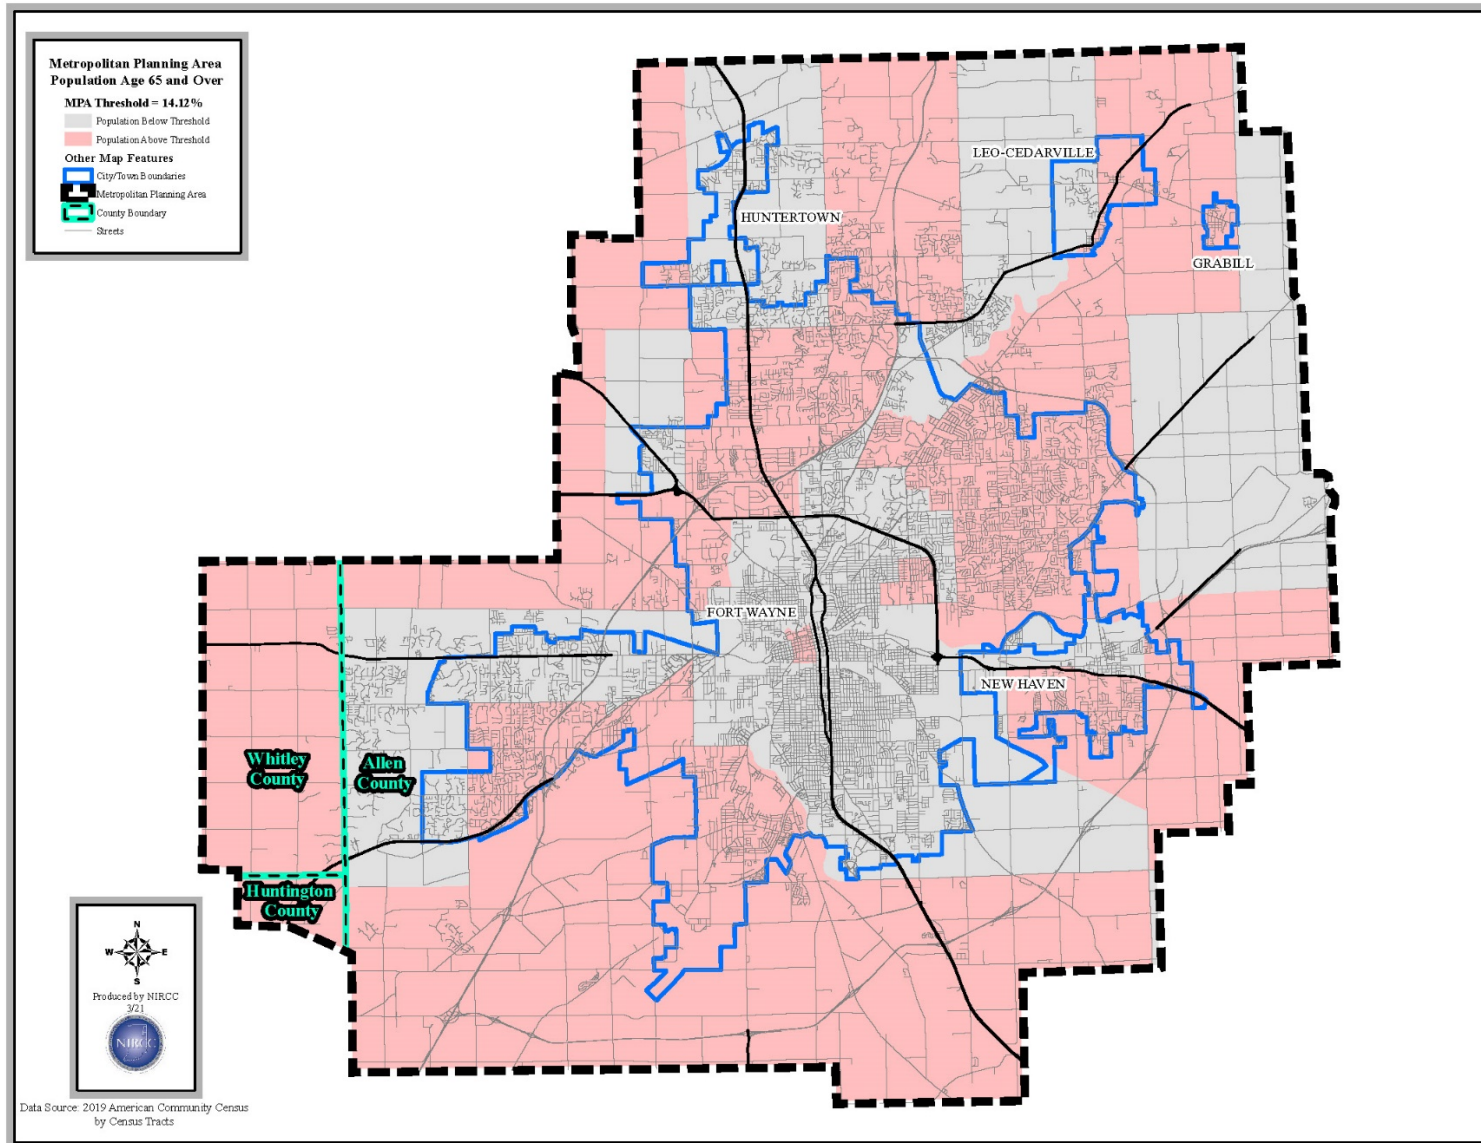 Metropolitan Planning Area
Population Age 65 and Over
MPA Threshold = 14.12%
Population Below Threshold
Population Above Threshold
Other Map Features
City/Town Boundaries
Metropolitan Planning Area
County Boundary
Streets
LEO-CEDARVILLE
HUNTERTOWN
GRABILL
FORT WAYNE
NEW HAVEN
Whitley
County
Allen
County
Huntington
County
N
W
E
S
Produced by NIRCC
3/21
NIRCC
Data Source: 2019 American Community Census
by Census Tracts